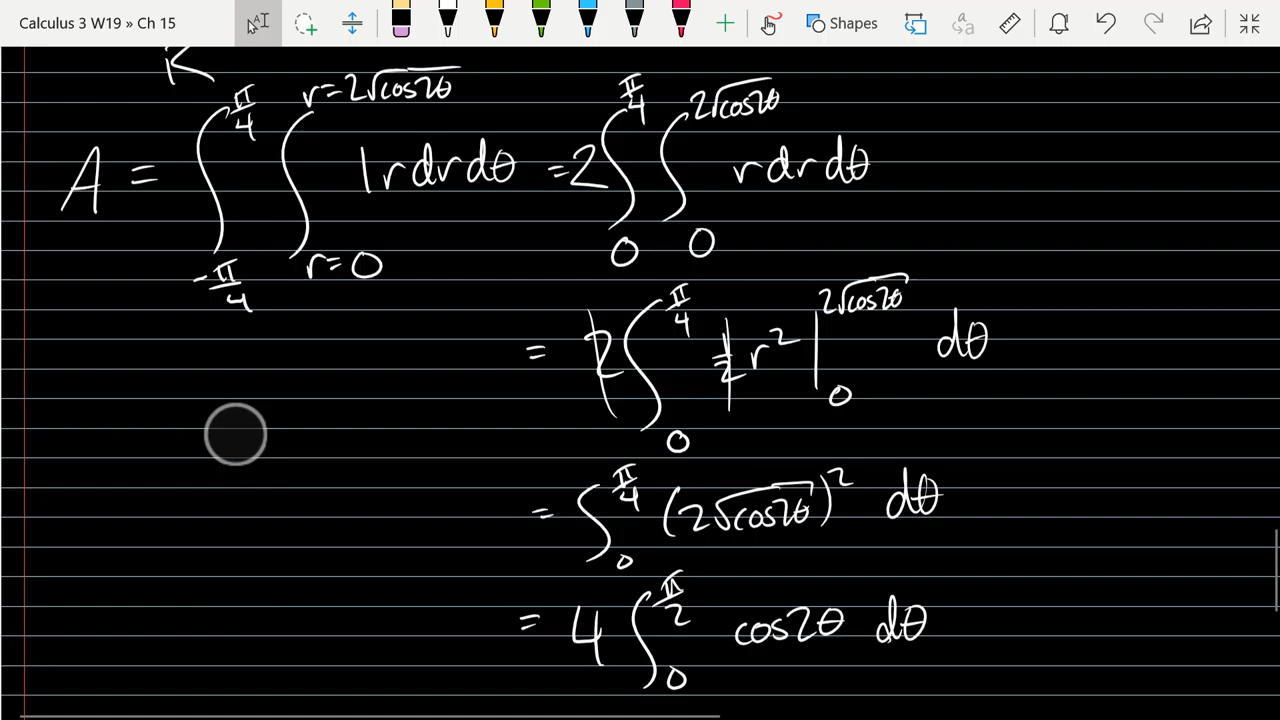 Calculus 3 W19 » Ch 15
Shapes
R
A = ∫_{-π/4}^{π/4} ∫_{r=0}^{r=2√cos2θ} 1 r dr dθ = 2 ∫_0^{π/4} ∫_0^{2√cos2θ} r dr dθ
= 2 ∫_0^{π/4} 1/2 r² |_0^{2√cos2θ} dθ
= ∫_0^{π/4} (2√cos2θ)² dθ
= 4 ∫_0^{π/2} cos2θ dθ